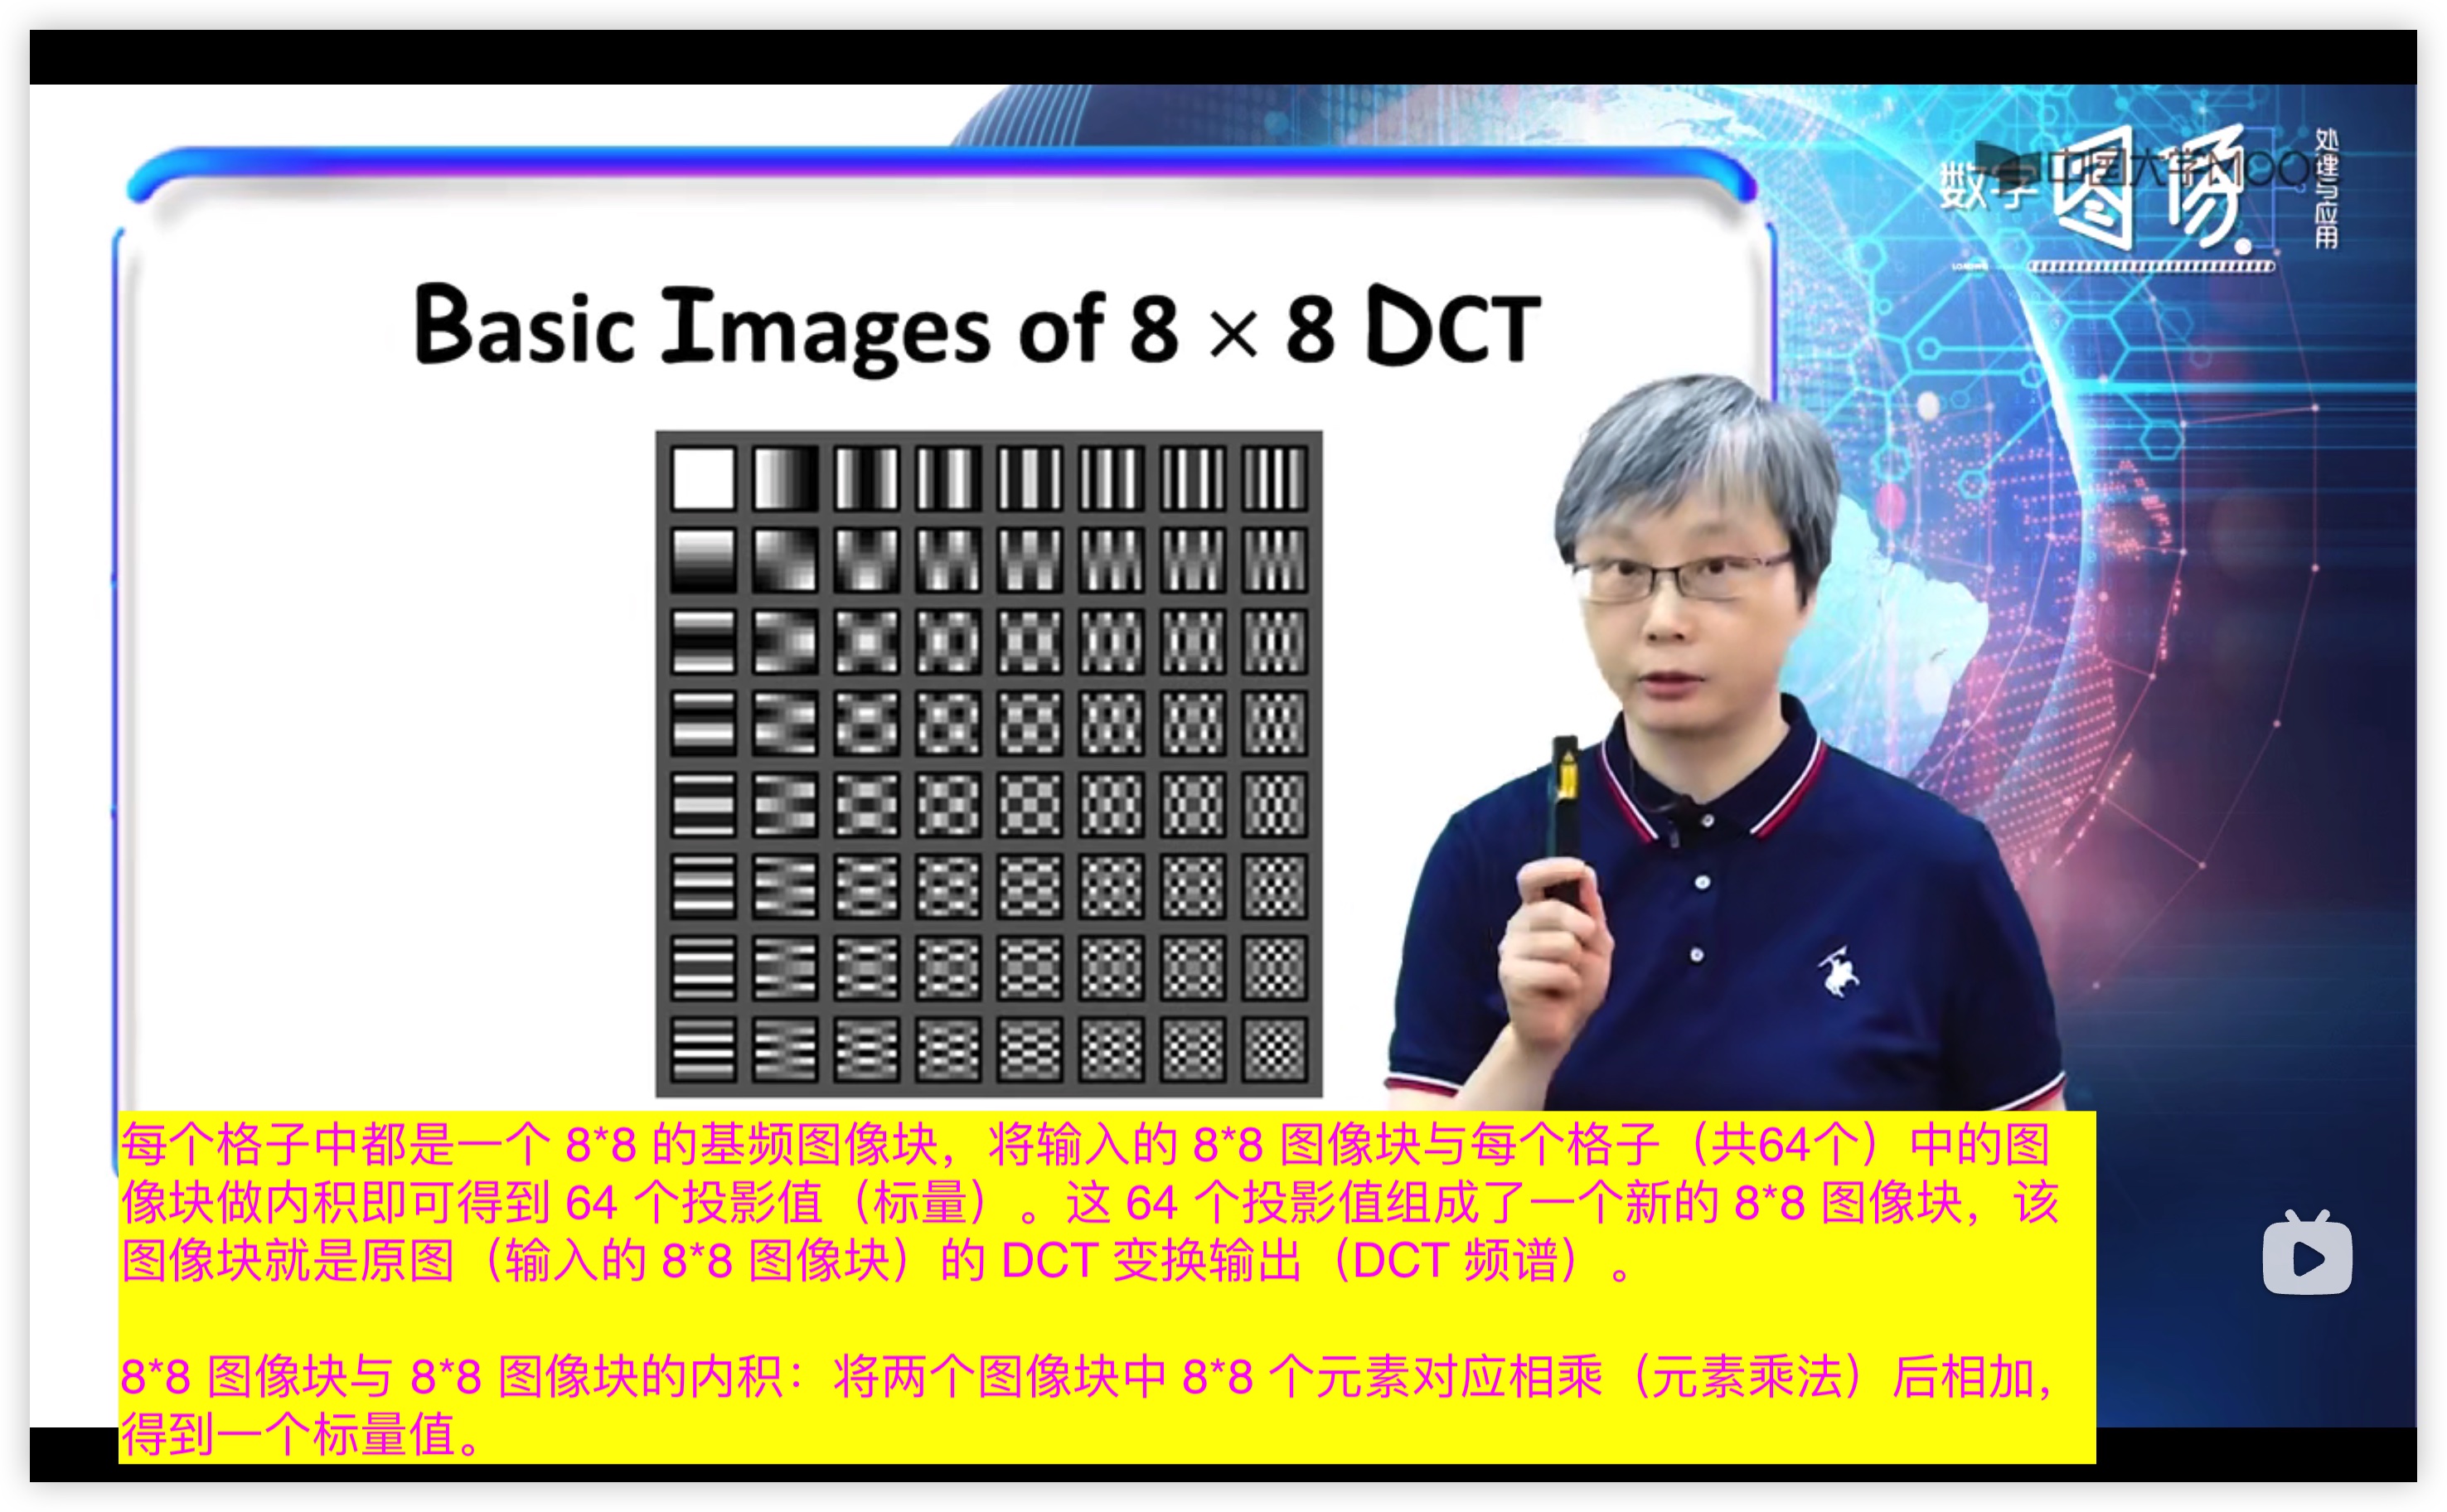 数字图像
处理与应用
中国大学MOOC
Basic Images of 8 × 8 DCT
每个格子中都是一个 8*8 的基频图像块，将输入的 8*8 图像块与每个格子（共64个）中的图
像块做内积即可得到 64 个投影值（标量）。这 64 个投影值组成了一个新的 8*8 图像块，该
图像块就是原图（输入的 8*8 图像块）的 DCT 变换输出（DCT 频谱）。
8*8 图像块与 8*8 图像块的内积：将两个图像块中 8*8 个元素对应相乘（元素乘法）后相加，
得到一个标量值。